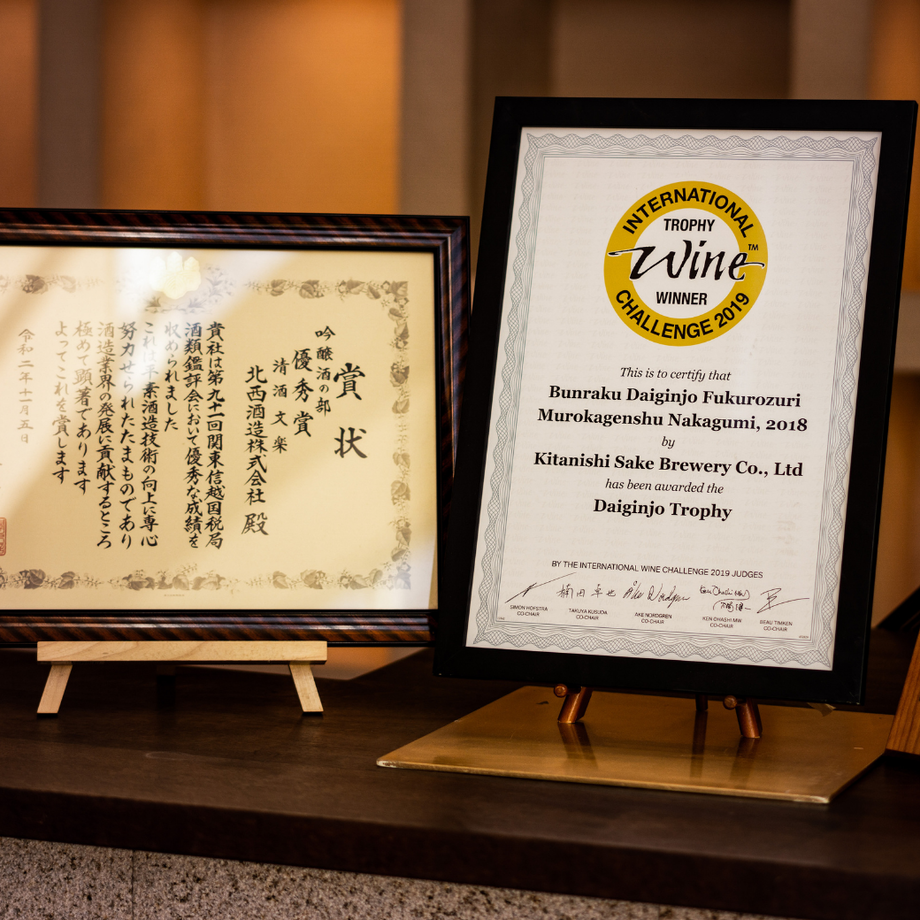 賞状
吟醸酒の部
優秀賞
清酒 文楽
北西酒造株式会社 殿
貴社は第九十一回関東信越国税局
酒類鑑評会において優秀な成績を
収められました
これは平素酒造技術の向上に専心
努力せられたたまものであり
酒造業界の発展に貢献するところ
極めて顕著であります
よってこれを賞します
令和二年十一月五日
INTERNATIONAL
TROPHY
Wine™
WINNER
CHALLENGE 2019
This is to certify that
Bunraku Daiginjo Fukurozuri
Murokagenshu Nakagumi, 2018
by
Kitanishi Sake Brewery Co., Ltd
has been awarded the
Daiginjo Trophy
BY THE INTERNATIONAL WINE CHALLENGE 2019 JUDGES
SIMON HOFSTRA
CO-CHAIR
TAKUYA KUSUDA
CO-CHAIR
AKE NORDGREN
CO-CHAIR
KEN OHASHI MW
CO-CHAIR
BEAU TIMKEN
CO-CHAIR